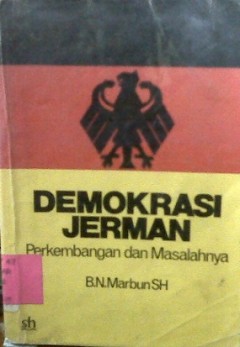 DEMOKRASI
JERMAN
Perkembangan dan Masalahnya
B.N.Marbun SH
sh